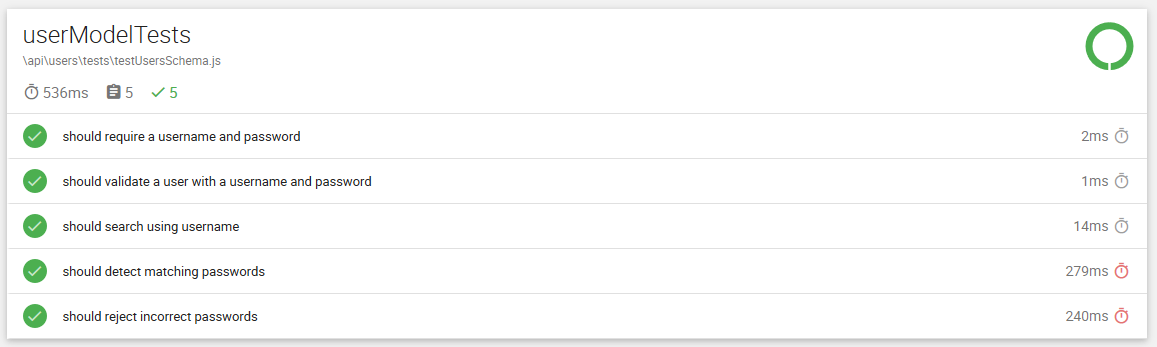 userModelTests
\api\users\tests\testUsersSchema.js
536ms 5 5
should require a username and password 2ms
should validate a user with a username and password 1ms
should search using username 14ms
should detect matching passwords 279ms
should reject incorrect passwords 240ms